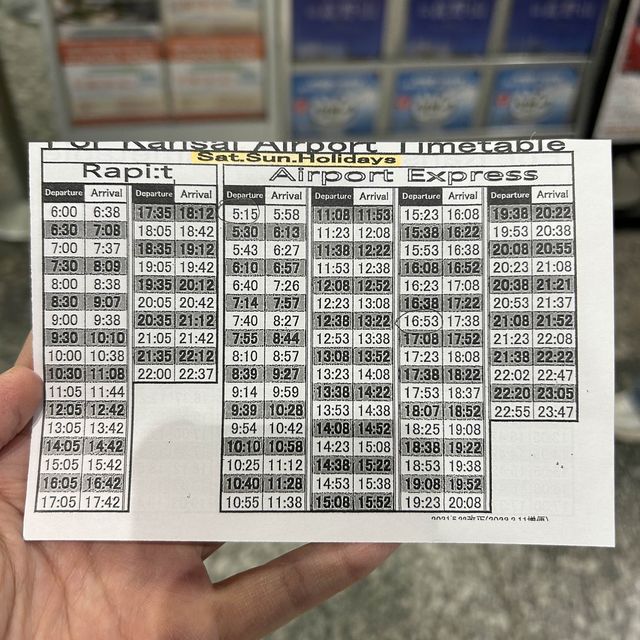 For Kansai Airport Timetable
Sat.Sun.Holidays
Rapi:t Airport Express
Departure Arrival Departure Arrival Departure Arrival Departure Arrival Departure Arrival Departure Arrival
6:00 6:38 17:35 18:12 5:15 5:58 11:08 11:53 15:23 16:08 19:38 20:22
6:30 7:08 18:05 18:42 5:30 6:13 11:23 12:08 15:38 16:22 19:53 20:38
7:00 7:37 18:35 19:12 5:43 6:27 11:38 12:22 15:53 16:38 20:08 20:55
7:30 8:09 19:05 19:42 6:10 6:57 11:53 12:38 16:08 16:52 20:23 21:08
8:00 8:38 19:35 20:12 6:40 7:26 12:08 12:52 16:23 17:08 20:38 21:21
8:30 9:07 20:05 20:42 7:14 7:57 12:23 13:08 16:38 17:22 20:53 21:37
9:00 9:38 20:35 21:12 7:40 8:27 12:38 13:22 16:53 17:38 21:08 21:52
9:30 10:10 21:05 21:42 7:55 8:44 12:53 13:38 17:08 17:52 21:23 22:08
10:00 10:38 21:35 22:12 8:10 8:57 13:08 13:52 17:23 18:08 21:38 22:22
10:30 11:08 22:00 22:37 8:39 9:27 13:23 14:08 17:38 18:22 22:02 22:47
11:05 11:44 9:14 9:59 13:38 14:22 17:53 18:37 22:20 23:05
12:05 12:42 9:39 10:28 13:53 14:38 18:07 18:52 22:55 23:47
13:05 13:42 9:54 10:42 14:08 14:52 18:25 19:08
14:05 14:42 10:10 10:58 14:23 15:08 18:38 19:22
15:05 15:42 10:25 11:12 14:38 15:22 18:53 19:38
16:05 16:42 10:40 11:28 14:53 15:38 19:08 19:52
17:05 17:42 10:55 11:38 15:08 15:52 19:23 20:08